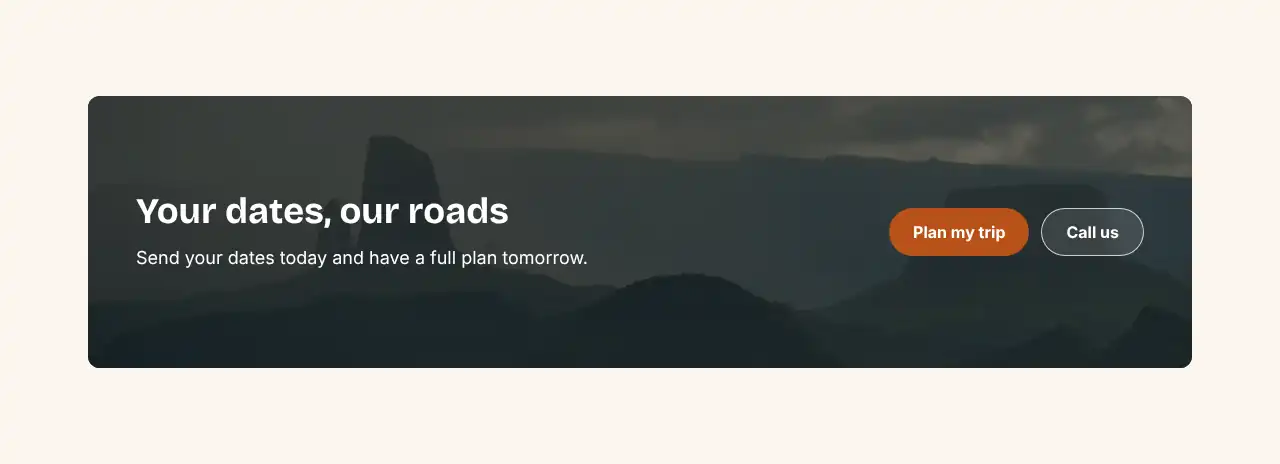 Your dates, our roads
Send your dates today and have a full plan tomorrow.
Plan my trip
Call us